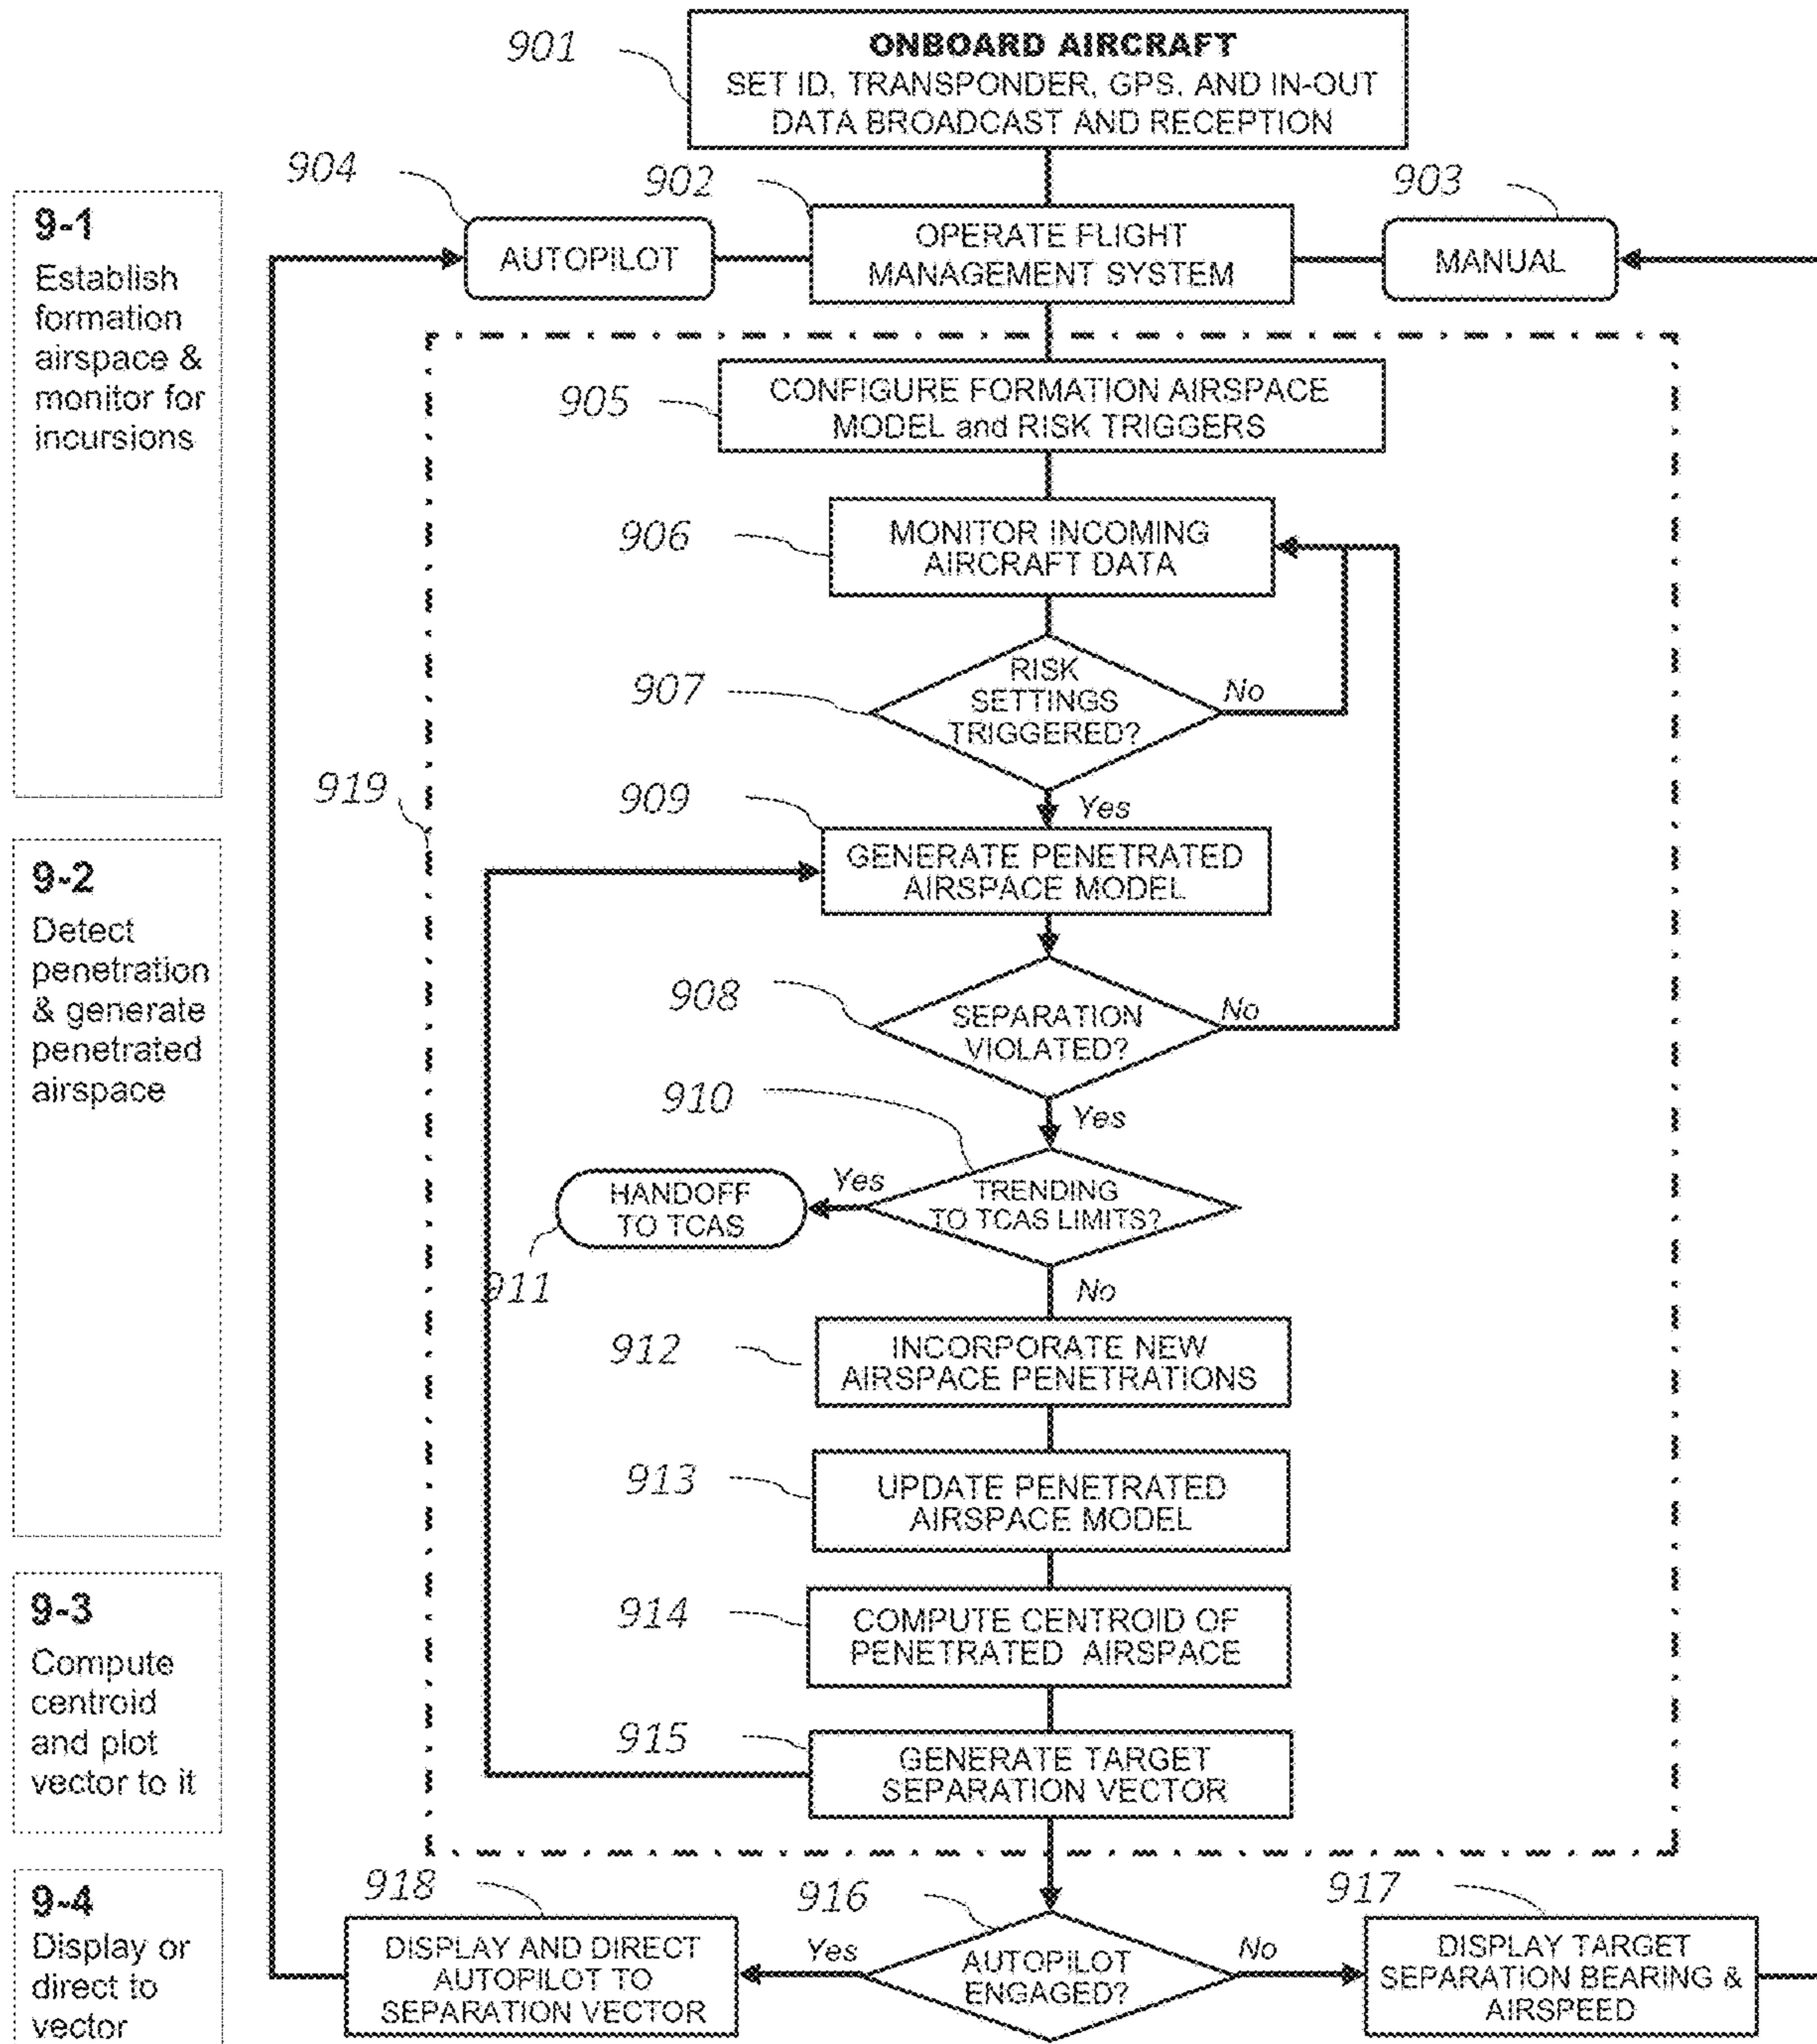 901
ONBOARD AIRCRAFT
SET ID, TRANSPONDER, GPS, AND IN-OUT
DATA BROADCAST AND RECEPTION
904
902
903
AUTOPILOT
OPERATE FLIGHT
MANAGEMENT SYSTEM
MANUAL
9-1
Establish
formation
airspace &
monitor for
incursions
905
CONFIGURE FORMATION AIRSPACE
MODEL and RISK TRIGGERS
906
MONITOR INCOMING
AIRCRAFT DATA
907
RISK
SETTINGS
TRIGGERED?
No
Yes
919
909
GENERATE PENETRATED
AIRSPACE MODEL
9-2
Detect
penetration
& generate
penetrated
airspace
908
SEPARATION
VIOLATED?
No
Yes
910
TRENDING
TO TCAS LIMITS?
Yes
HANDOFF
TO TCAS
911
No
912
INCORPORATE NEW
AIRSPACE PENETRATIONS
913
UPDATE PENETRATED
AIRSPACE MODEL
9-3
Compute
centroid
and plot
vector to it
914
COMPUTE CENTROID OF
PENETRATED AIRSPACE
915
GENERATE TARGET
SEPARATION VECTOR
9-4
Display or
direct to
vector
918
DISPLAY AND DIRECT
AUTOPILOT TO
SEPARATION VECTOR
Yes
916
AUTOPILOT
ENGAGED?
No
917
DISPLAY TARGET
SEPARATION BEARING &
AIRSPEED